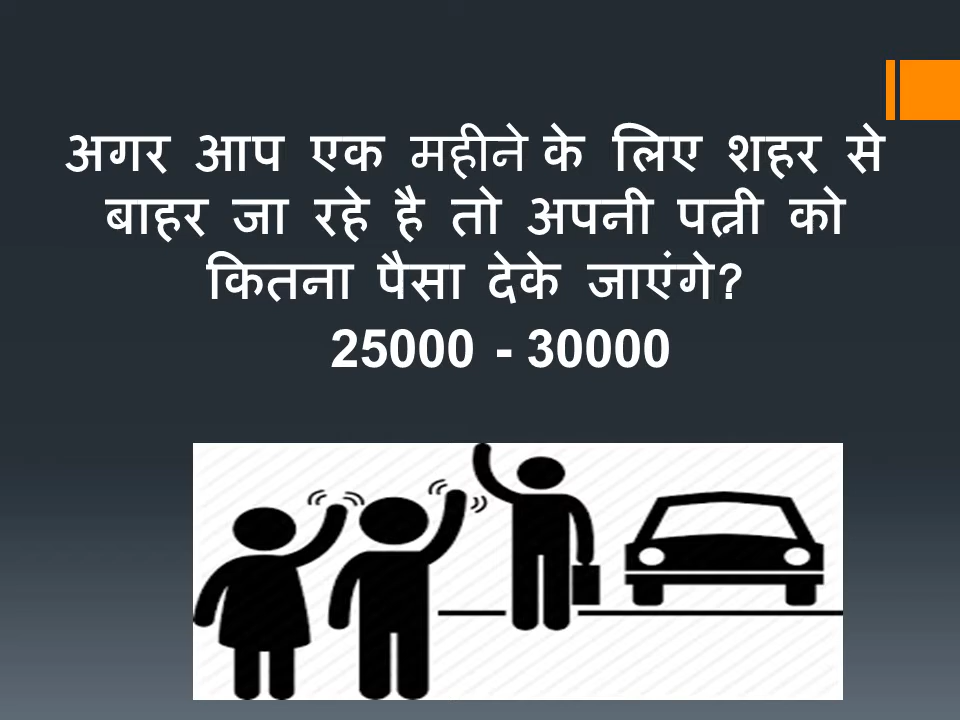 अगर आप एक महीने के लिए शहर से
बाहर जा रहे है तो अपनी पत्नी को
कितना पैसा देके जाएंगे?
25000 - 30000